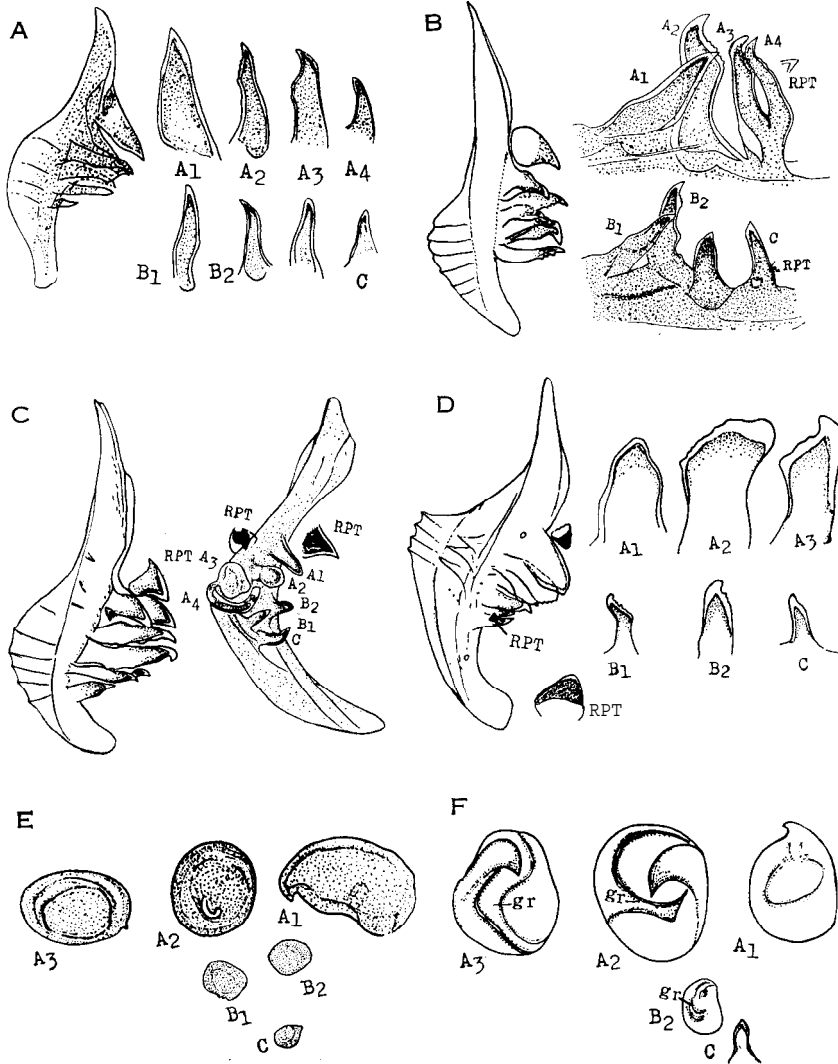 A
A1 A2 A3 A4
B1 B2 C
B
A2 A3 A4
A1 RPT
B2
B1 C
RPT
C
RPT
RPT A3 A1
A4 A2
B2
B1
C
D
A1 A2 A3
RPT
B1 B2 C
RPT
E
A3 A2 A1
B1 B2
C
F
gr gr
A3 A2 A1
gr
B2
C